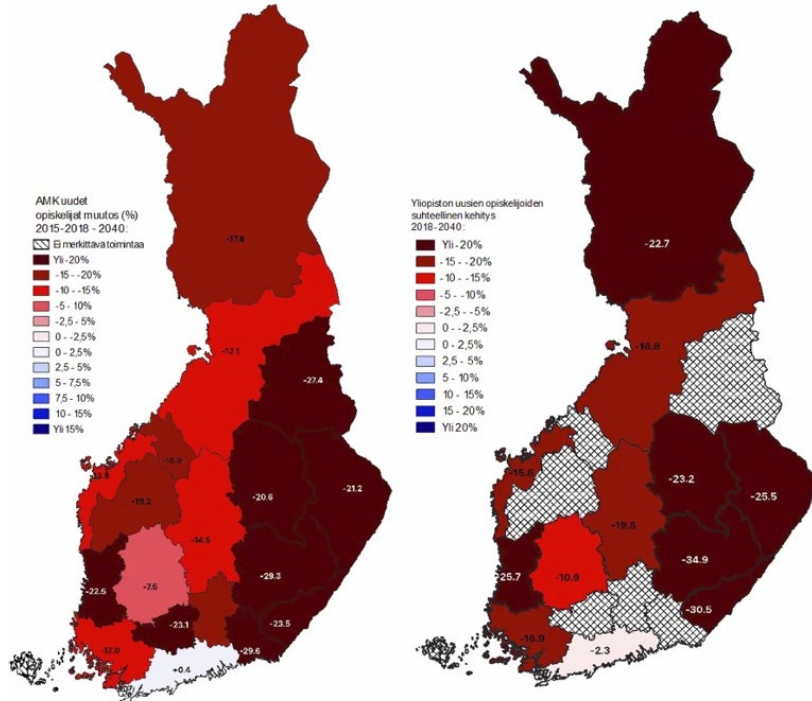 AMK uudet
opiskelijat muutos (%)
2015-2018 - 2040:
Ei merkittävä toimintaa
Yli -20%
-15 - -20%
-10 - -15%
-5 - 10%
-2,5 - 5%
0 - -2,5%
0 - 2,5%
2,5 - 5%
5 - 7,5%
7,5 - 10%
10 - 15%
Yli 15%
-12.1
-27.4
-16.9
-19.2
-20.6
-21.2
-14.5
-7.5
-29.3
-22.5
-23.1
-23.5
-12.0
-29.6
+0.4
Yliopiston uusien opiskelijoiden
suhteellinen kehitys
2018-2040:
Yli -20%
-15 - -20%
-10 - -15%
-5 - -10%
-2,5 - -5%
0 - -2,5%
0 - 2,5%
2,5 - 5%
5 - 10%
10 - 15%
15 - 20%
Yli 20%
-22.7
-16.8
-15.6
-23.2
-25.5
-19.5
-34.9
25.7
-10.9
-30.5
-16.9
-2.3